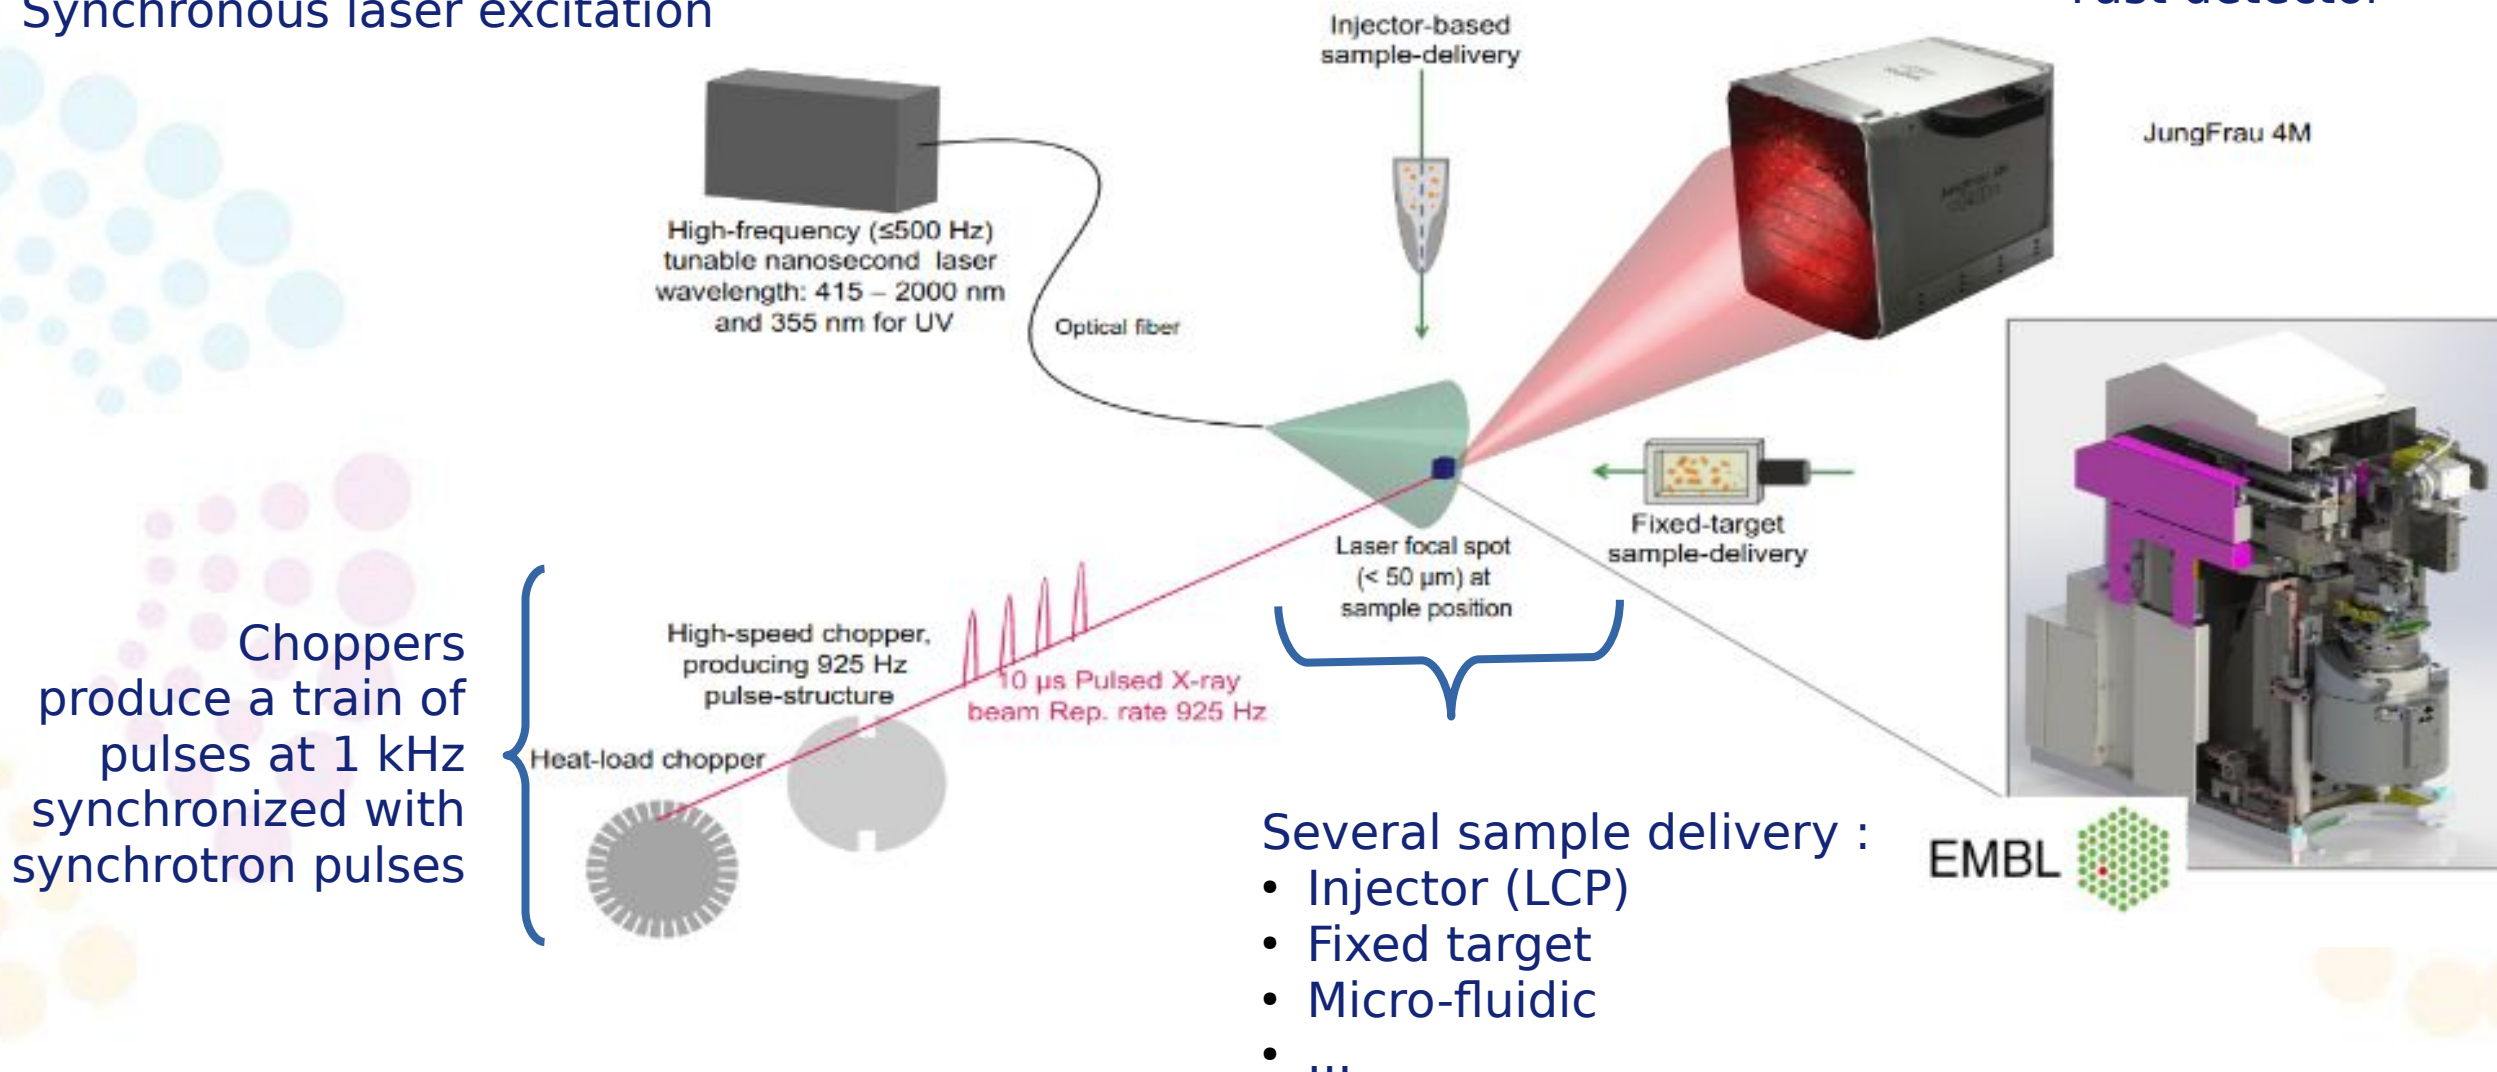 Synchronous laser excitation
Fast detector
Injector-based
sample-delivery
JungFrau 4M
High-frequency (≤500 Hz)
tunable nanosecond laser
wavelength: 415 – 2000 nm
and 355 nm for UV
Optical fiber
Fixed-target
sample-delivery
Laser focal spot
(< 50 µm) at
sample position
High-speed chopper,
producing 925 Hz
pulse-structure
10 µs Pulsed X-ray
beam Rep. rate 925 Hz
Heat-load chopper
Choppers
produce a train of
pulses at 1 kHz
synchronized with
synchrotron pulses
Several sample delivery :
• Injector (LCP)
• Fixed target
• Micro-fluidic
• ...
EMBL